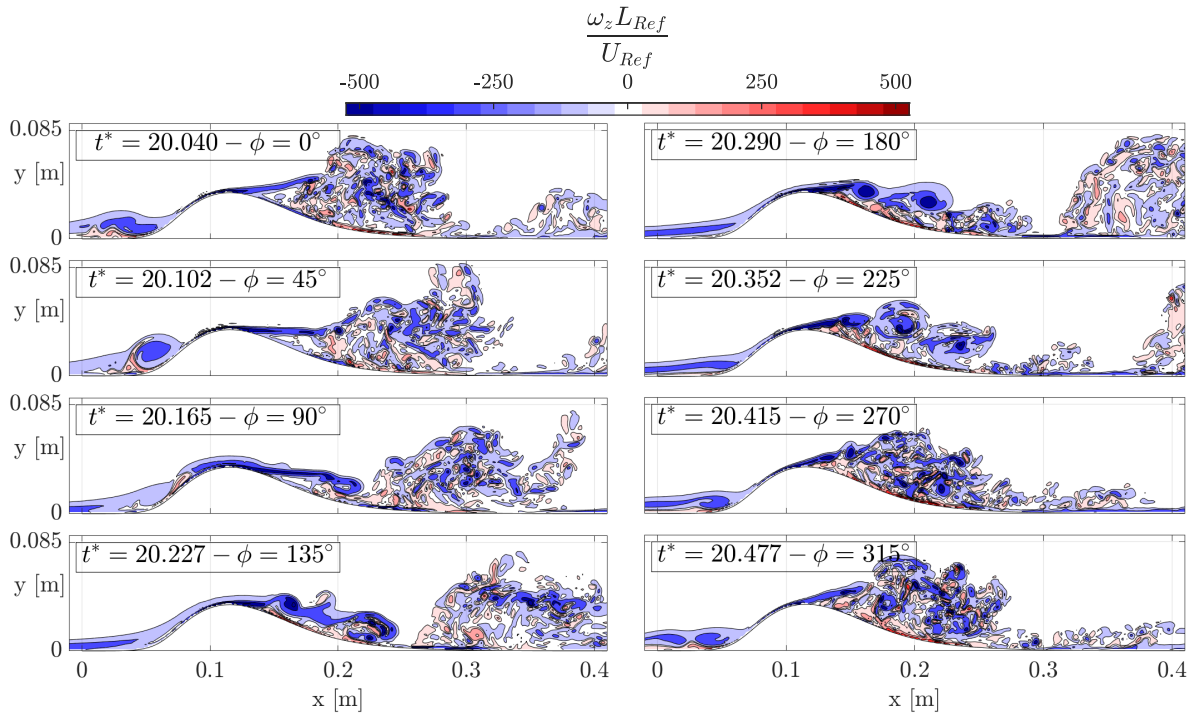 ω_z L_Ref
U_Ref
-500 -250 0 250 500
0.085
t* = 20.040 − ϕ = 0°
y [m]
0
t* = 20.290 − ϕ = 180°
0.085
t* = 20.102 − ϕ = 45°
y [m]
0
t* = 20.352 − ϕ = 225°
0.085
t* = 20.165 − ϕ = 90°
y [m]
0
t* = 20.415 − ϕ = 270°
0.085
t* = 20.227 − ϕ = 135°
y [m]
0
t* = 20.477 − ϕ = 315°
0 0.1 0.2 0.3 0.4
x [m]
0 0.1 0.2 0.3 0.4
x [m]